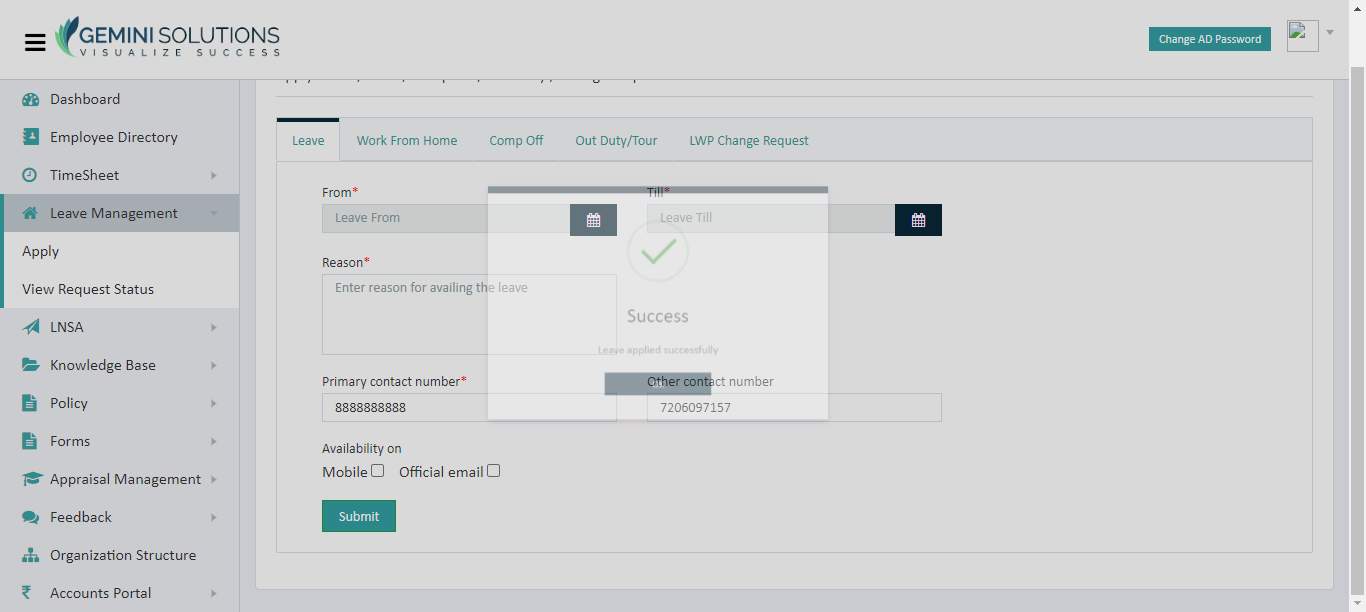 GEMINI SOLUTIONS
VISUALIZE SUCCESS
Change AD Password
Dashboard
Employee Directory
TimeSheet
Leave Management
Apply
View Request Status
LNSA
Knowledge Base
Policy
Forms
Appraisal Management
Feedback
Organization Structure
Accounts Portal
Leave
Work From Home
Comp Off
Out Duty/Tour
LWP Change Request
From*
Till*
Leave From
Leave Till
Reason*
Enter reason for availing the leave
Success
Leave applied successfully
Primary contact number*
Other contact number
8888888888
7206097157
Availability on
Mobile
Official email
Submit